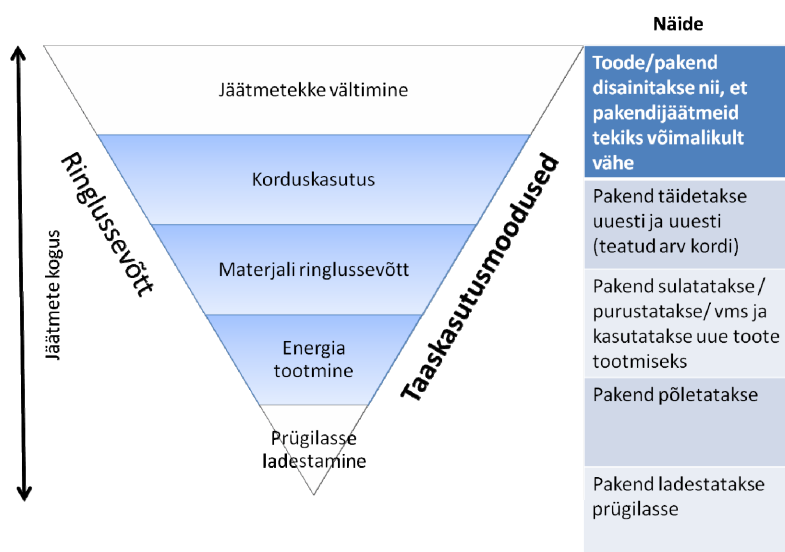 Näide
Jäätmete kogus
Ringlussevõtt
Jäätmetekke vältimine
Korduskasutus
Materjali ringlussevõtt
Energia
tootmine
Prügilasse
ladestamine
Taaskasutusmoodused
Toode/pakend
disainitakse nii, et
pakendijäätmeid
tekiks võimalikult
vähe
Pakend täidetakse
uuesti ja uuesti
(teatud arv kordi)
Pakend sulatatakse/
purustatakse/ vms ja
kasutatakse uue toote
tootmiseks
Pakend põletatakse
Pakend ladestatakse
prügilasse